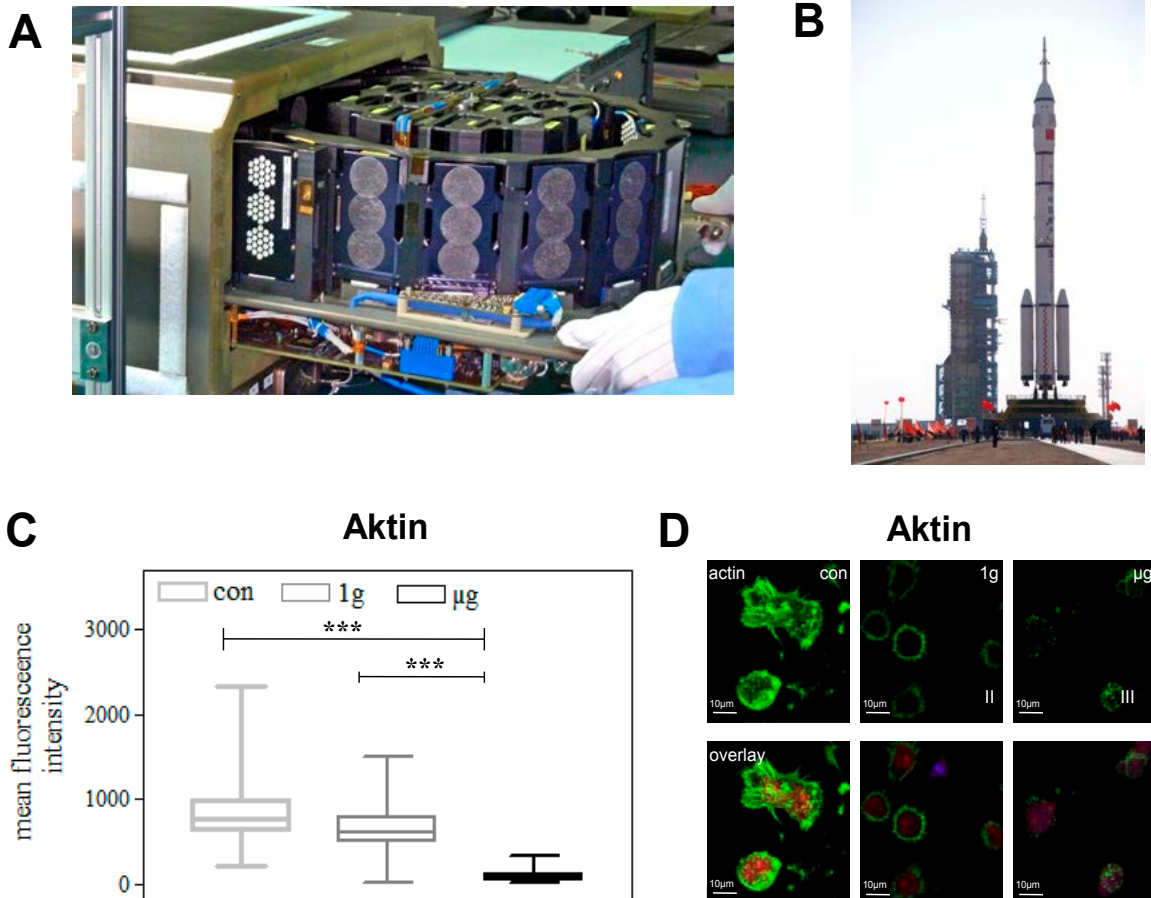 A
B
C
Aktin
con
1g
µg
***
***
3000
2000
1000
0
mean fluoresceence
intensity
D
Aktin
actin
con
1g
µg
II
III
10µm
10µm
10µm
overlay
10µm
10µm
10µm